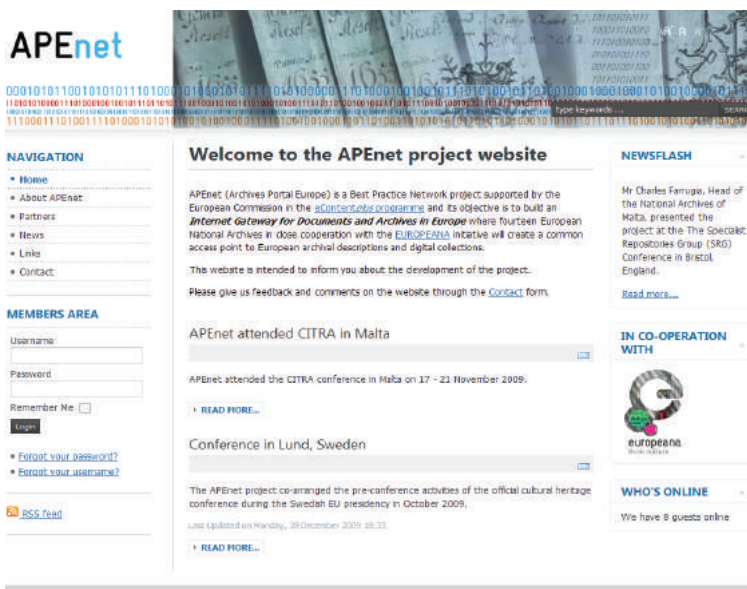 APEnet
type keywords ...
NAVIGATION
Home
About APEnet
Partners
News
Links
Contact
MEMBERS AREA
Username
Password
Remember Me
Login
Forgot your password?
Forgot your username?
RSS feed
Welcome to the APEnet project website
APEnet (Archives Portal Europe) is a Best Practice Network project supported by the
European Commission in the eContentplus programme and its objective is to build an
Internet Gateway for Documents and Archives in Europe where fourteen European
National Archives in close cooperation with the EUROPEANA initiative will create a common
access point to European archival descriptions and digital collections.
This website is intended to inform you about the development of the project.
Please give us feedback and comments on the website through the Contact form.
APEnet attended CITRA in Malta
APEnet attended the CITRA conference in Malta on 17 - 21 November 2009.
READ MORE...
Conference in Lund, Sweden
The APEnet project co-arranged the pre-conference activities of the official cultural heritage
conference during the Swedish EU presidency in October 2009.
Last Updated on Monday, 28 December 2009 18:33
READ MORE...
NEWSFLASH
Mr Charles Farrugia, Head of
the National Archives of
Malta, presented the
project at the The Specialist
Repositories Group (SRG)
Conference in Bristol,
England.
Read more...
IN CO-OPERATION
WITH
europeana
think culture
WHO'S ONLINE
We have 8 guests online